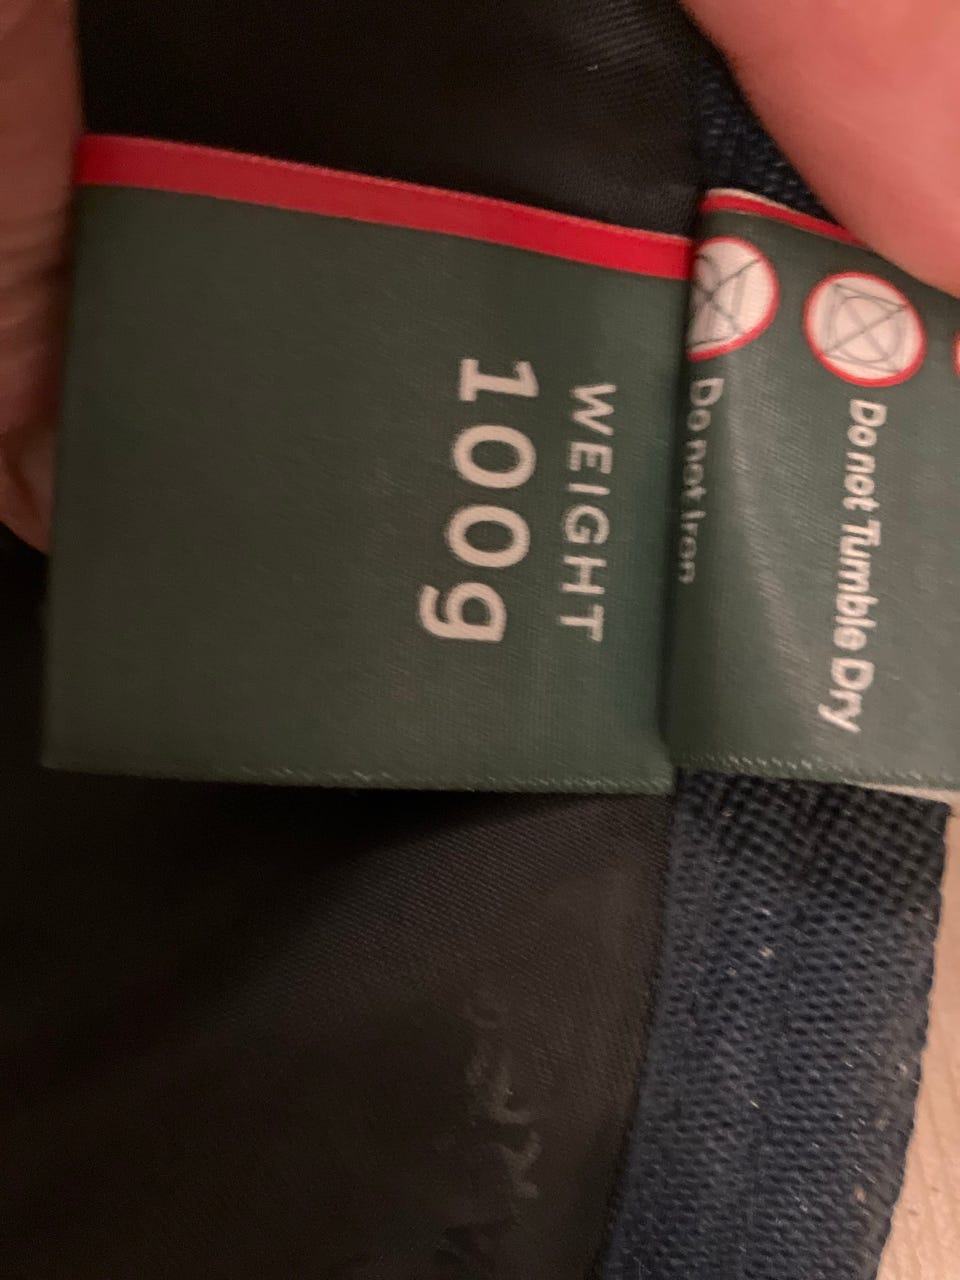 WEIGHT
100g
Do not Iron
Do not Tumble Dry